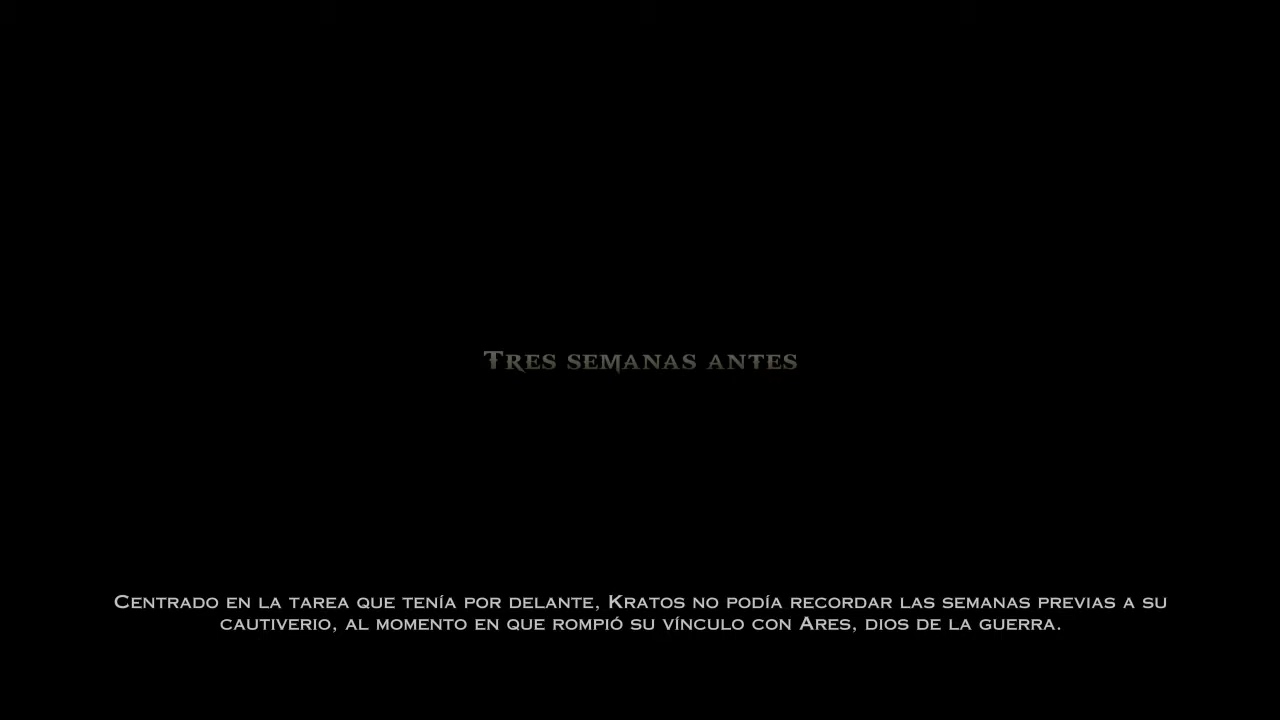 Tres semanas antes
Centrado en la tarea que tenía por delante, Kratos no podía recordar las semanas previas a su
cautiverio, al momento en que rompió su vínculo con Ares, dios de la guerra.